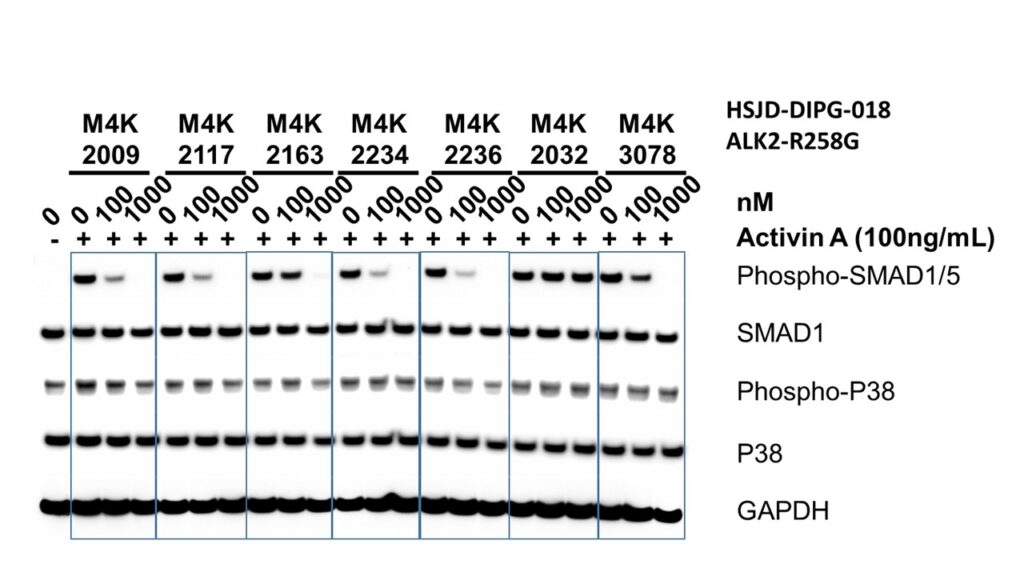 HSJD-DIPG-018
ALK2-R258G
M4K M4K M4K M4K M4K M4K M4K
2009 2117 2163 2234 2236 2032 3078
0 0 100 1000 0 100 1000 0 100 1000 0 100 1000 0 100 1000 0 100 1000 0 100 1000 nM
- + + + + + + + + + + + + + + + + + + + + + Activin A (100ng/mL)
Phospho-SMAD1/5
SMAD1
Phospho-P38
P38
GAPDH